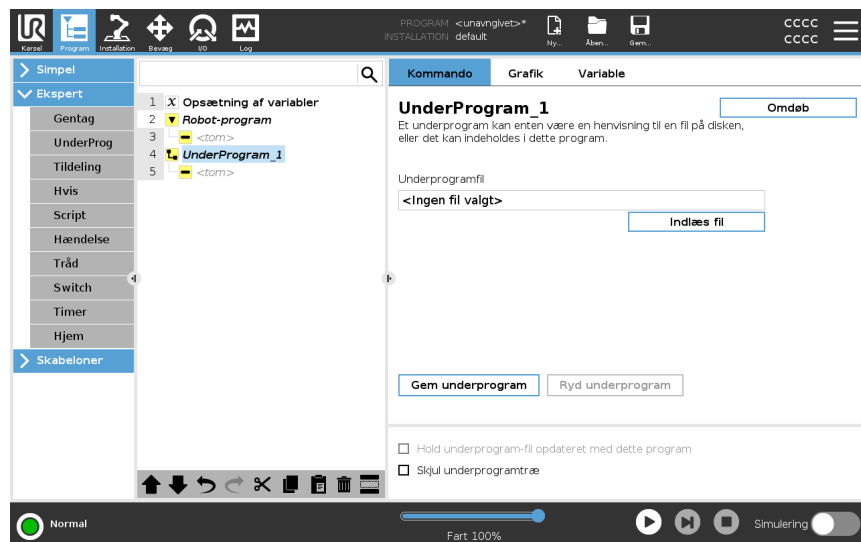 UR
Kørsel
Program
Installation
Bevæg
I/O
Log
PROGRAM <unavngivet>*
INSTALLATION default
Ny...
Åben...
Gem...
cccc
cccc
Simpel
Ekspert
Gentag
UnderProg
Tildeling
Hvis
Script
Hændelse
Tråd
Switch
Timer
Hjem
Skabeloner
1 X Opsætning af variabler
2 Robot-program
3 <tom>
4 UnderProgram_1
5 <tom>
Kommando Grafik Variable
UnderProgram_1
Omdøb
Et underprogram kan enten være en henvisning til en fil på disken,
eller det kan indeholdes i dette program.
Underprogramfil
<Ingen fil valgt>
Indlæs fil
Gem underprogram
Ryd underprogram
Hold underprogram-fil opdateret med dette program
Skjul underprogramtræ
Normal
Fart 100%
Simulering